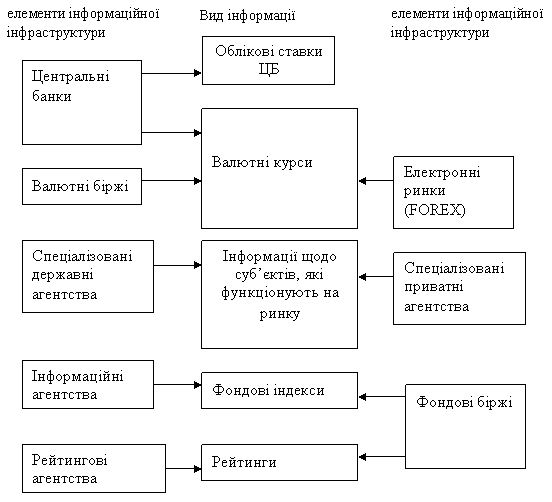 елементи інформаційної
інфраструктури
Вид інформації
елементи інформаційної
інфраструктури
Центральні
банки
Облікові ставки
ЦБ
Валютні курси
Валютні біржі
Електронні
ринки
(FOREX)
Спеціалізовані
державні
агентства
Інформації щодо
суб’єктів, які
функціонують на
ринку
Спеціалізовані
приватні
агентства
Інформаційні
агентства
Фондові індекси
Фондові біржі
Рейтингові
агентства
Рейтинги